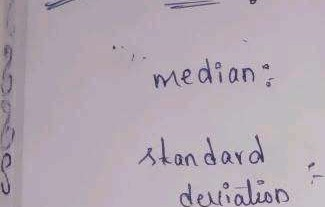 median :-
standard
deviation :-